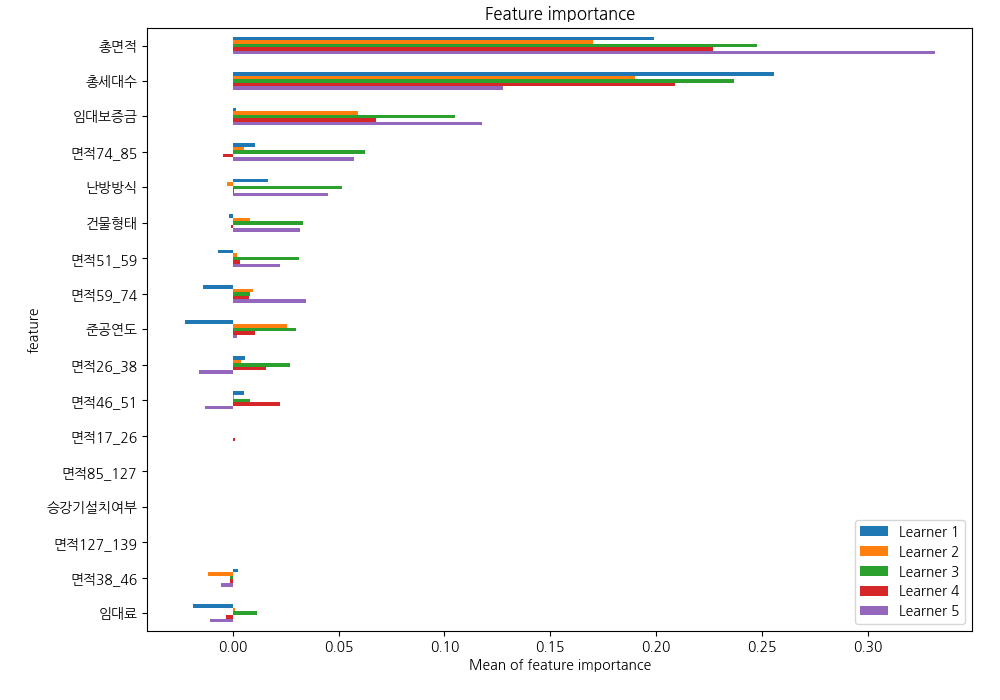 Feature importance
총면적
총세대수
임대보증금
면적74_85
난방방식
건물형태
면적51_59
면적59_74
준공연도
면적26_38
면적46_51
면적17_26
면적85_127
승강기설치여부
면적127_139
면적38_46
임대료
feature
Learner 1
Learner 2
Learner 3
Learner 4
Learner 5
0.00 0.05 0.10 0.15 0.20 0.25 0.30
Mean of feature importance